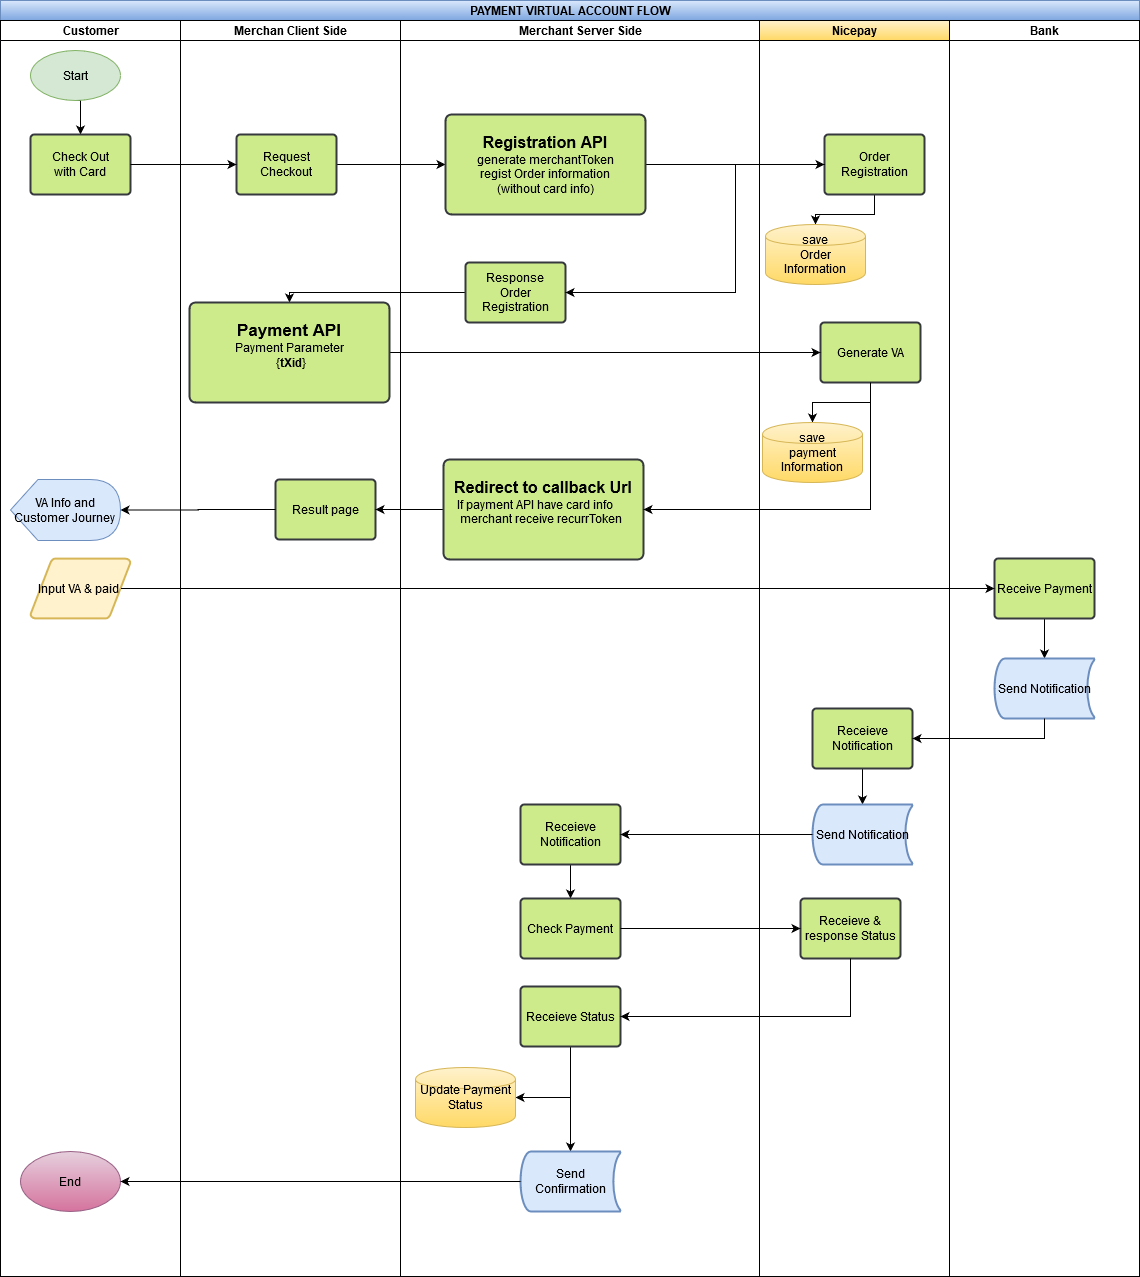 PAYMENT VIRTUAL ACCOUNT FLOW
Customer
Merchan Client Side
Merchant Server Side
Nicepay
Bank
Start
Check Out
with Card
Request
Checkout
Registration API
generate merchantToken
regist Order information
(without card info)
Order
Registration
save
Order
Information
Response
Order
Registration
Payment API
Payment Parameter
{tXid}
Generate VA
save
payment
Information
VA Info and
Customer Journey
Result page
Redirect to callback Url
If payment API have card info
merchant receive recurrToken
Input VA & paid
Receive Payment
Send Notification
Receieve
Notification
Send Notification
Receieve
Notification
Check Payment
Receieve &
response Status
Receieve Status
Update Payment
Status
Send
Confirmation
End